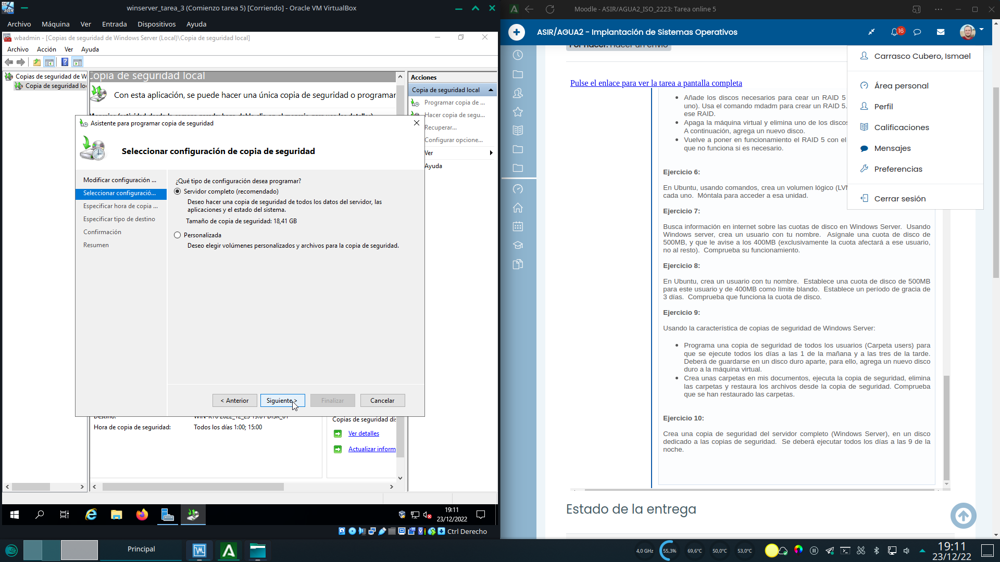 winserver_tarea_3 (Comienzo tarea 5) [Corriendo] - Oracle VM VirtualBox
Archivo Máquina Ver Entrada Dispositivos Ayuda
wbadmin - [Copias de seguridad de Windows Server (Local)\Copia de seguridad local]
Archivo Acción Ver Ayuda
Copias de seguridad de W
Copia de seguridad lo
Copia de seguridad local
Con esta aplicación, se puede hacer una única copia de seguridad o programar
Acciones
Copia de seguridad local
Programar copia de ...
Hacer copia de segu...
Recuperar...
Configurar opcione...
Ver
Ayuda
Asistente para programar copia de seguridad
Seleccionar configuración de copia de seguridad
Modificar configuración ...
Seleccionar configuració...
Especificar hora de copia ...
Especificar tipo de destino
Confirmación
Resumen
¿Qué tipo de configuración desea programar?
Servidor completo (recomendado)
Deseo hacer una copia de seguridad de todos los datos del servidor, las
aplicaciones y el estado del sistema.
Tamaño de copia de seguridad: 18,41 GB
Personalizada
Deseo elegir volúmenes personalizados y archivos para la copia de seguridad.
< Anterior
Siguiente >
Finalizar
Cancelar
Hora de copia de seguridad: Todos los días 1:00; 15:00
Copias de seguridad di
Ver detalles
Actualizar inform
19:11
23/12/2022
Ctrl Derecho
Moodle - ASIR/AGUA2_ISO_2223: Tarea online 5
ASIR/AGUA2 - Implantación de Sistemas Operativos
16
Por hacer: Hacer un envío
Carrasco Cubero, Ismael
Área personal
Perfil
Calificaciones
Mensajes
Preferencias
Cerrar sesión
Pulse el enlace para ver la tarea a pantalla completa
Añade los discos necesarios para cear un RAID 5
uno). Usa el comando mdadm para crear un RAID 5.
ese RAID.
Apaga la máquina virtual y elimina uno de los discos
A continuación, agrega un nuevo disco.
Vuelve a poner en funcionamiento el RAID 5 con el
que no funciona si es necesario.
Ejercicio 6:
En Ubuntu, usando comandos, crea un volumen lógico (LVM
cada uno. Móntala para acceder a esa unidad.
Ejercicio 7:
Busca información en internet sobre las cuotas de disco en Windows Server. Usando
Windows server, crea un usuario con tu nombre. Asígnale una cuota de disco de
500MB, y que le avise a los 400MB (exclusivamente la cuota afectará a ese usuario,
no al resto). Comprueba su funcionamiento.
Ejercicio 8:
En Ubuntu, crea un usuario con tu nombre. Establece una cuota de disco de 500MB
para este usuario y de 400MB como límite blando. Establece un período de gracia de
3 días. Comprueba que funciona la cuota de disco.
Ejercicio 9:
Usando la característica de copias de seguridad de Windows Server:
Programa una copia de seguridad de todos los usuarios (Carpeta users) para
que se ejecute todos los días a las 1 de la mañana y a las tres de la tarde.
Deberá de guardarse en un disco duro aparte, para ello, agrega un nuevo disco
duro a la máquina virtual.
Crea unas carpetas en mis documentos, ejecuta la copia de seguridad, elimina
las carpetas y restaura los archivos desde la copia de seguridad. Comprueba
que se han restaurado las carpetas.
Ejercicio 10:
Crea una copia de seguridad del servidor completo (Windows Server), en un disco
dedicado a las copias de seguridad. Se deberá ejecutar todos los días a las 9 de la
noche.
Estado de la entrega
Principal
4,0 GHz
55,3%
69,6°C
50,0°C
53,0°C
19:11
23/12/22